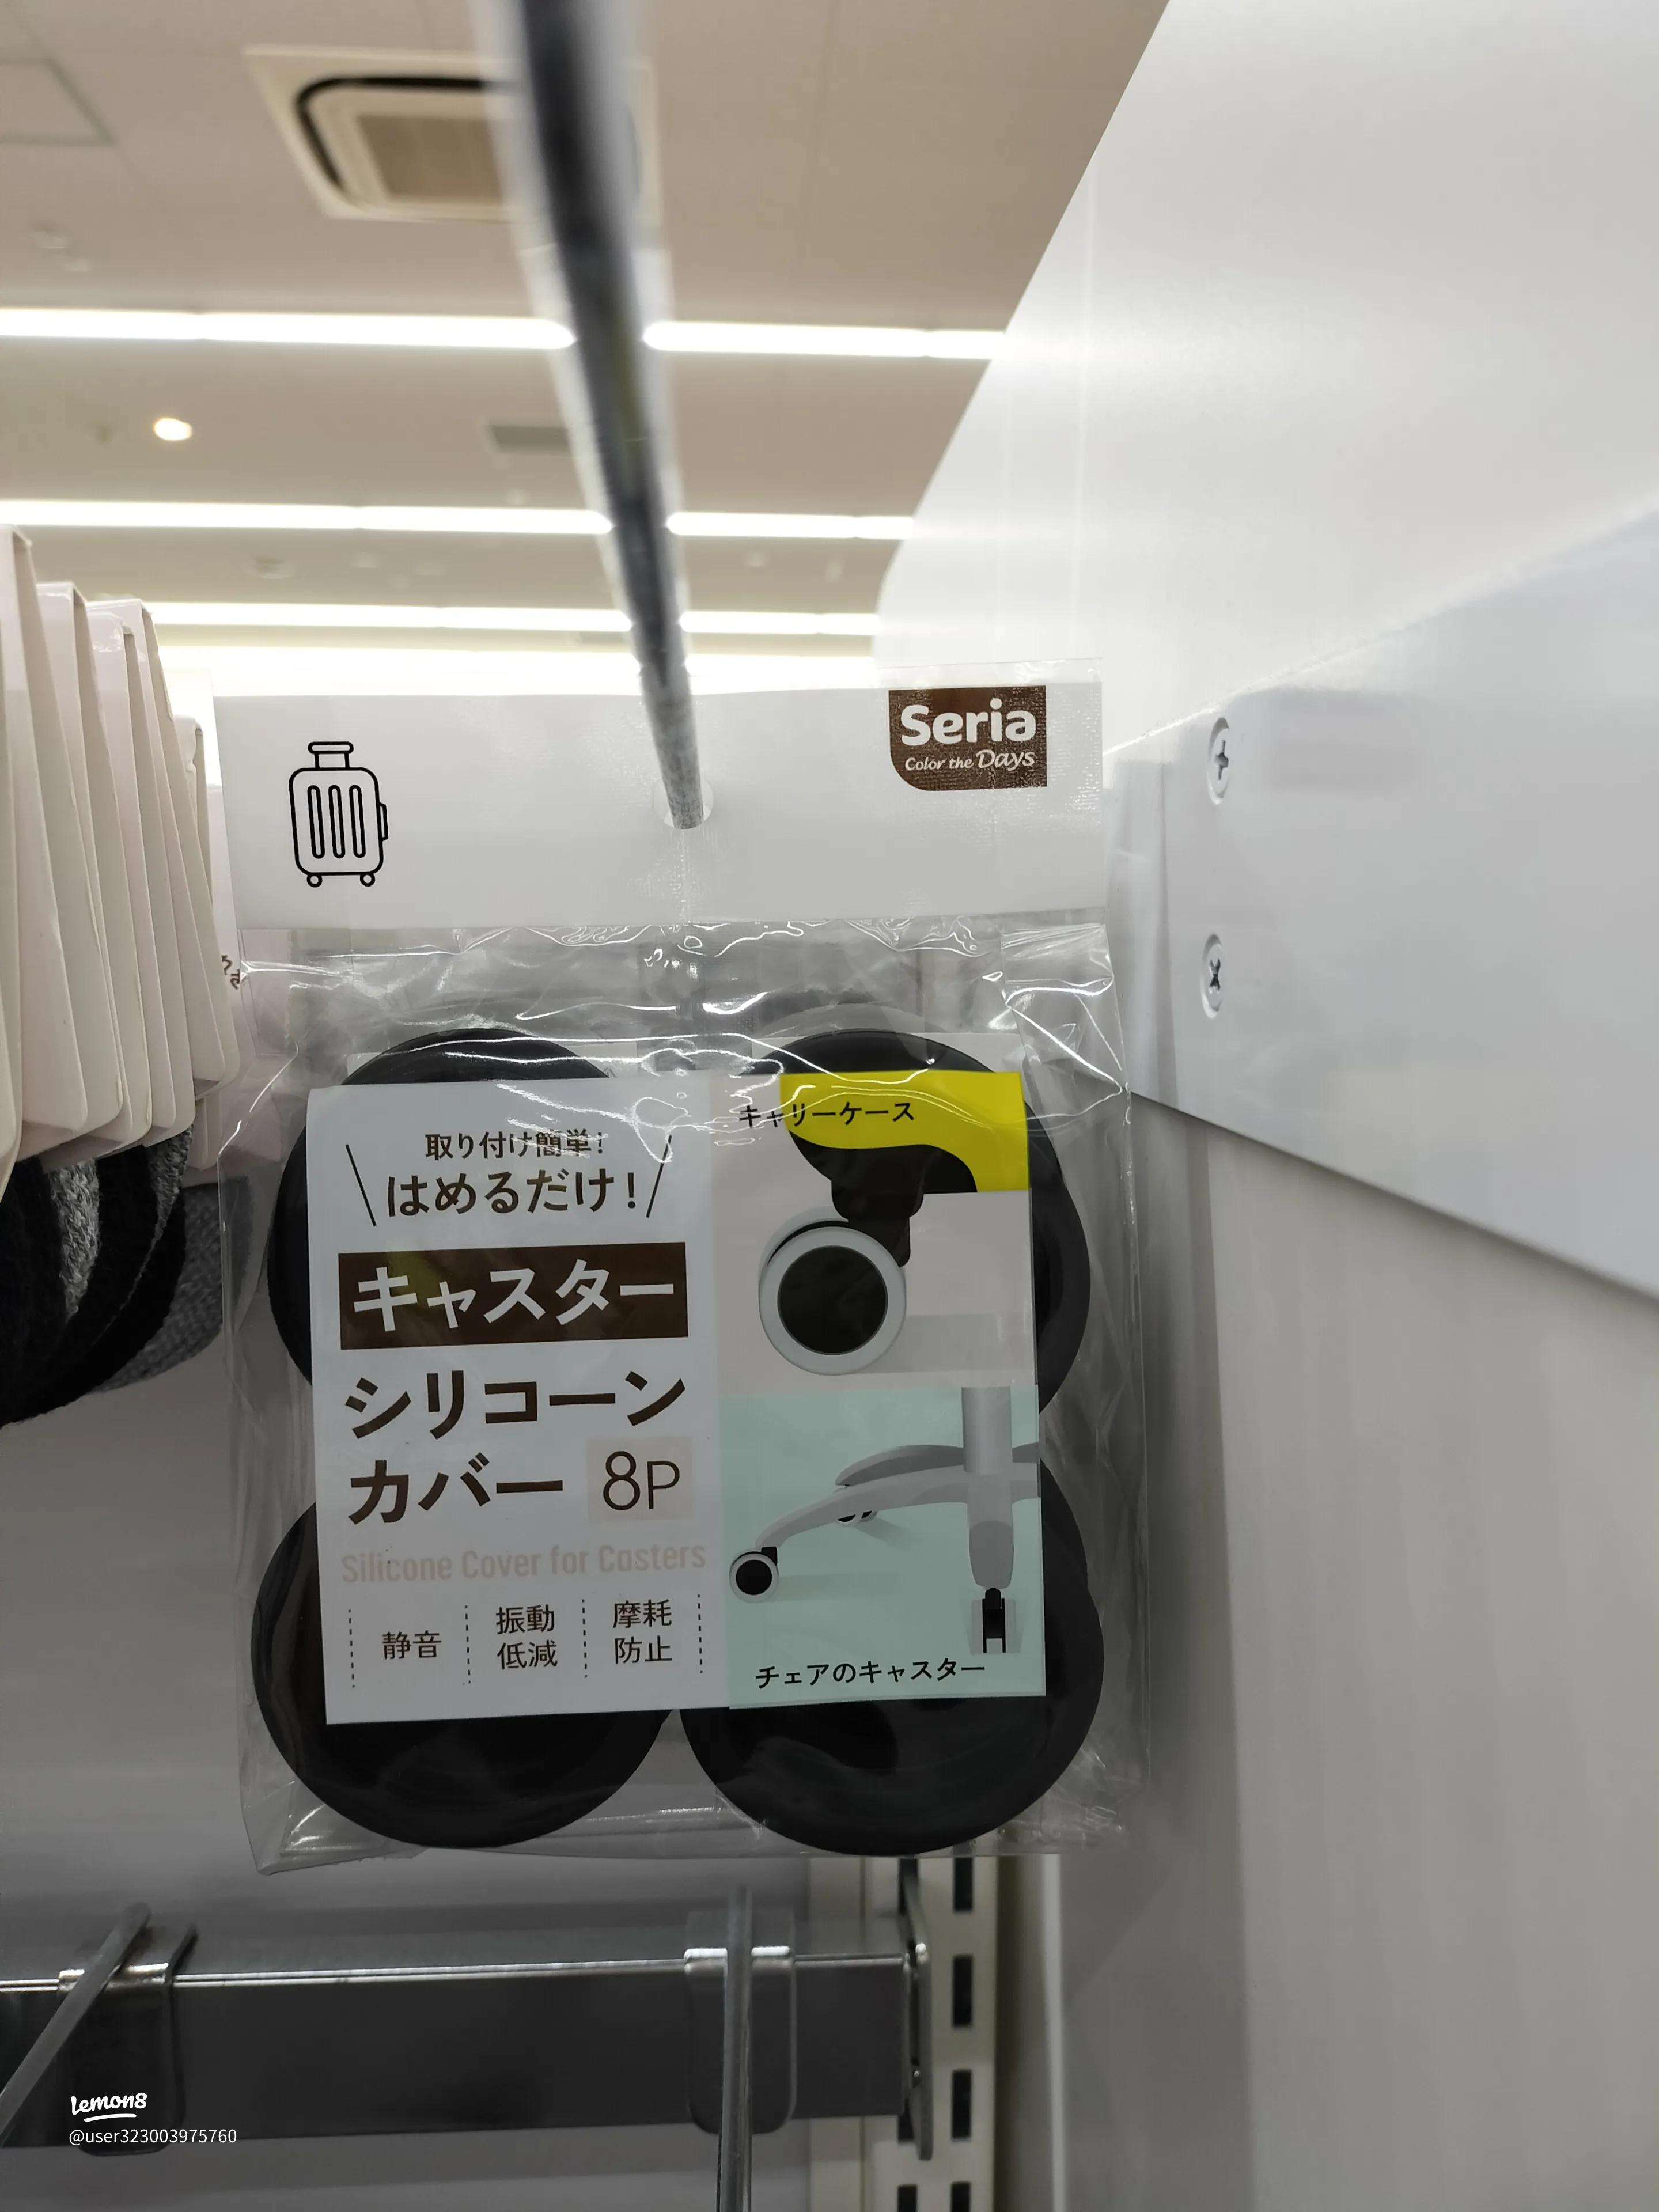 Seria
Color the Days
取り付け簡単!
はめるだけ!
キャスター
シリコーン
カバー 8P
Silicone Cover for Casters
静音
振動
低減
摩耗
防止
キャリーケース
チェアのキャスター
Lemon8
@user323003975760